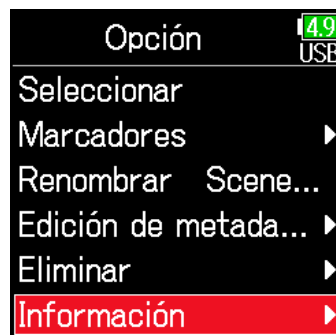 Opción
4.9
USB
Seleccionar
Marcadores
Renombrar Scene...
Edición de metada...
Eliminar
Información